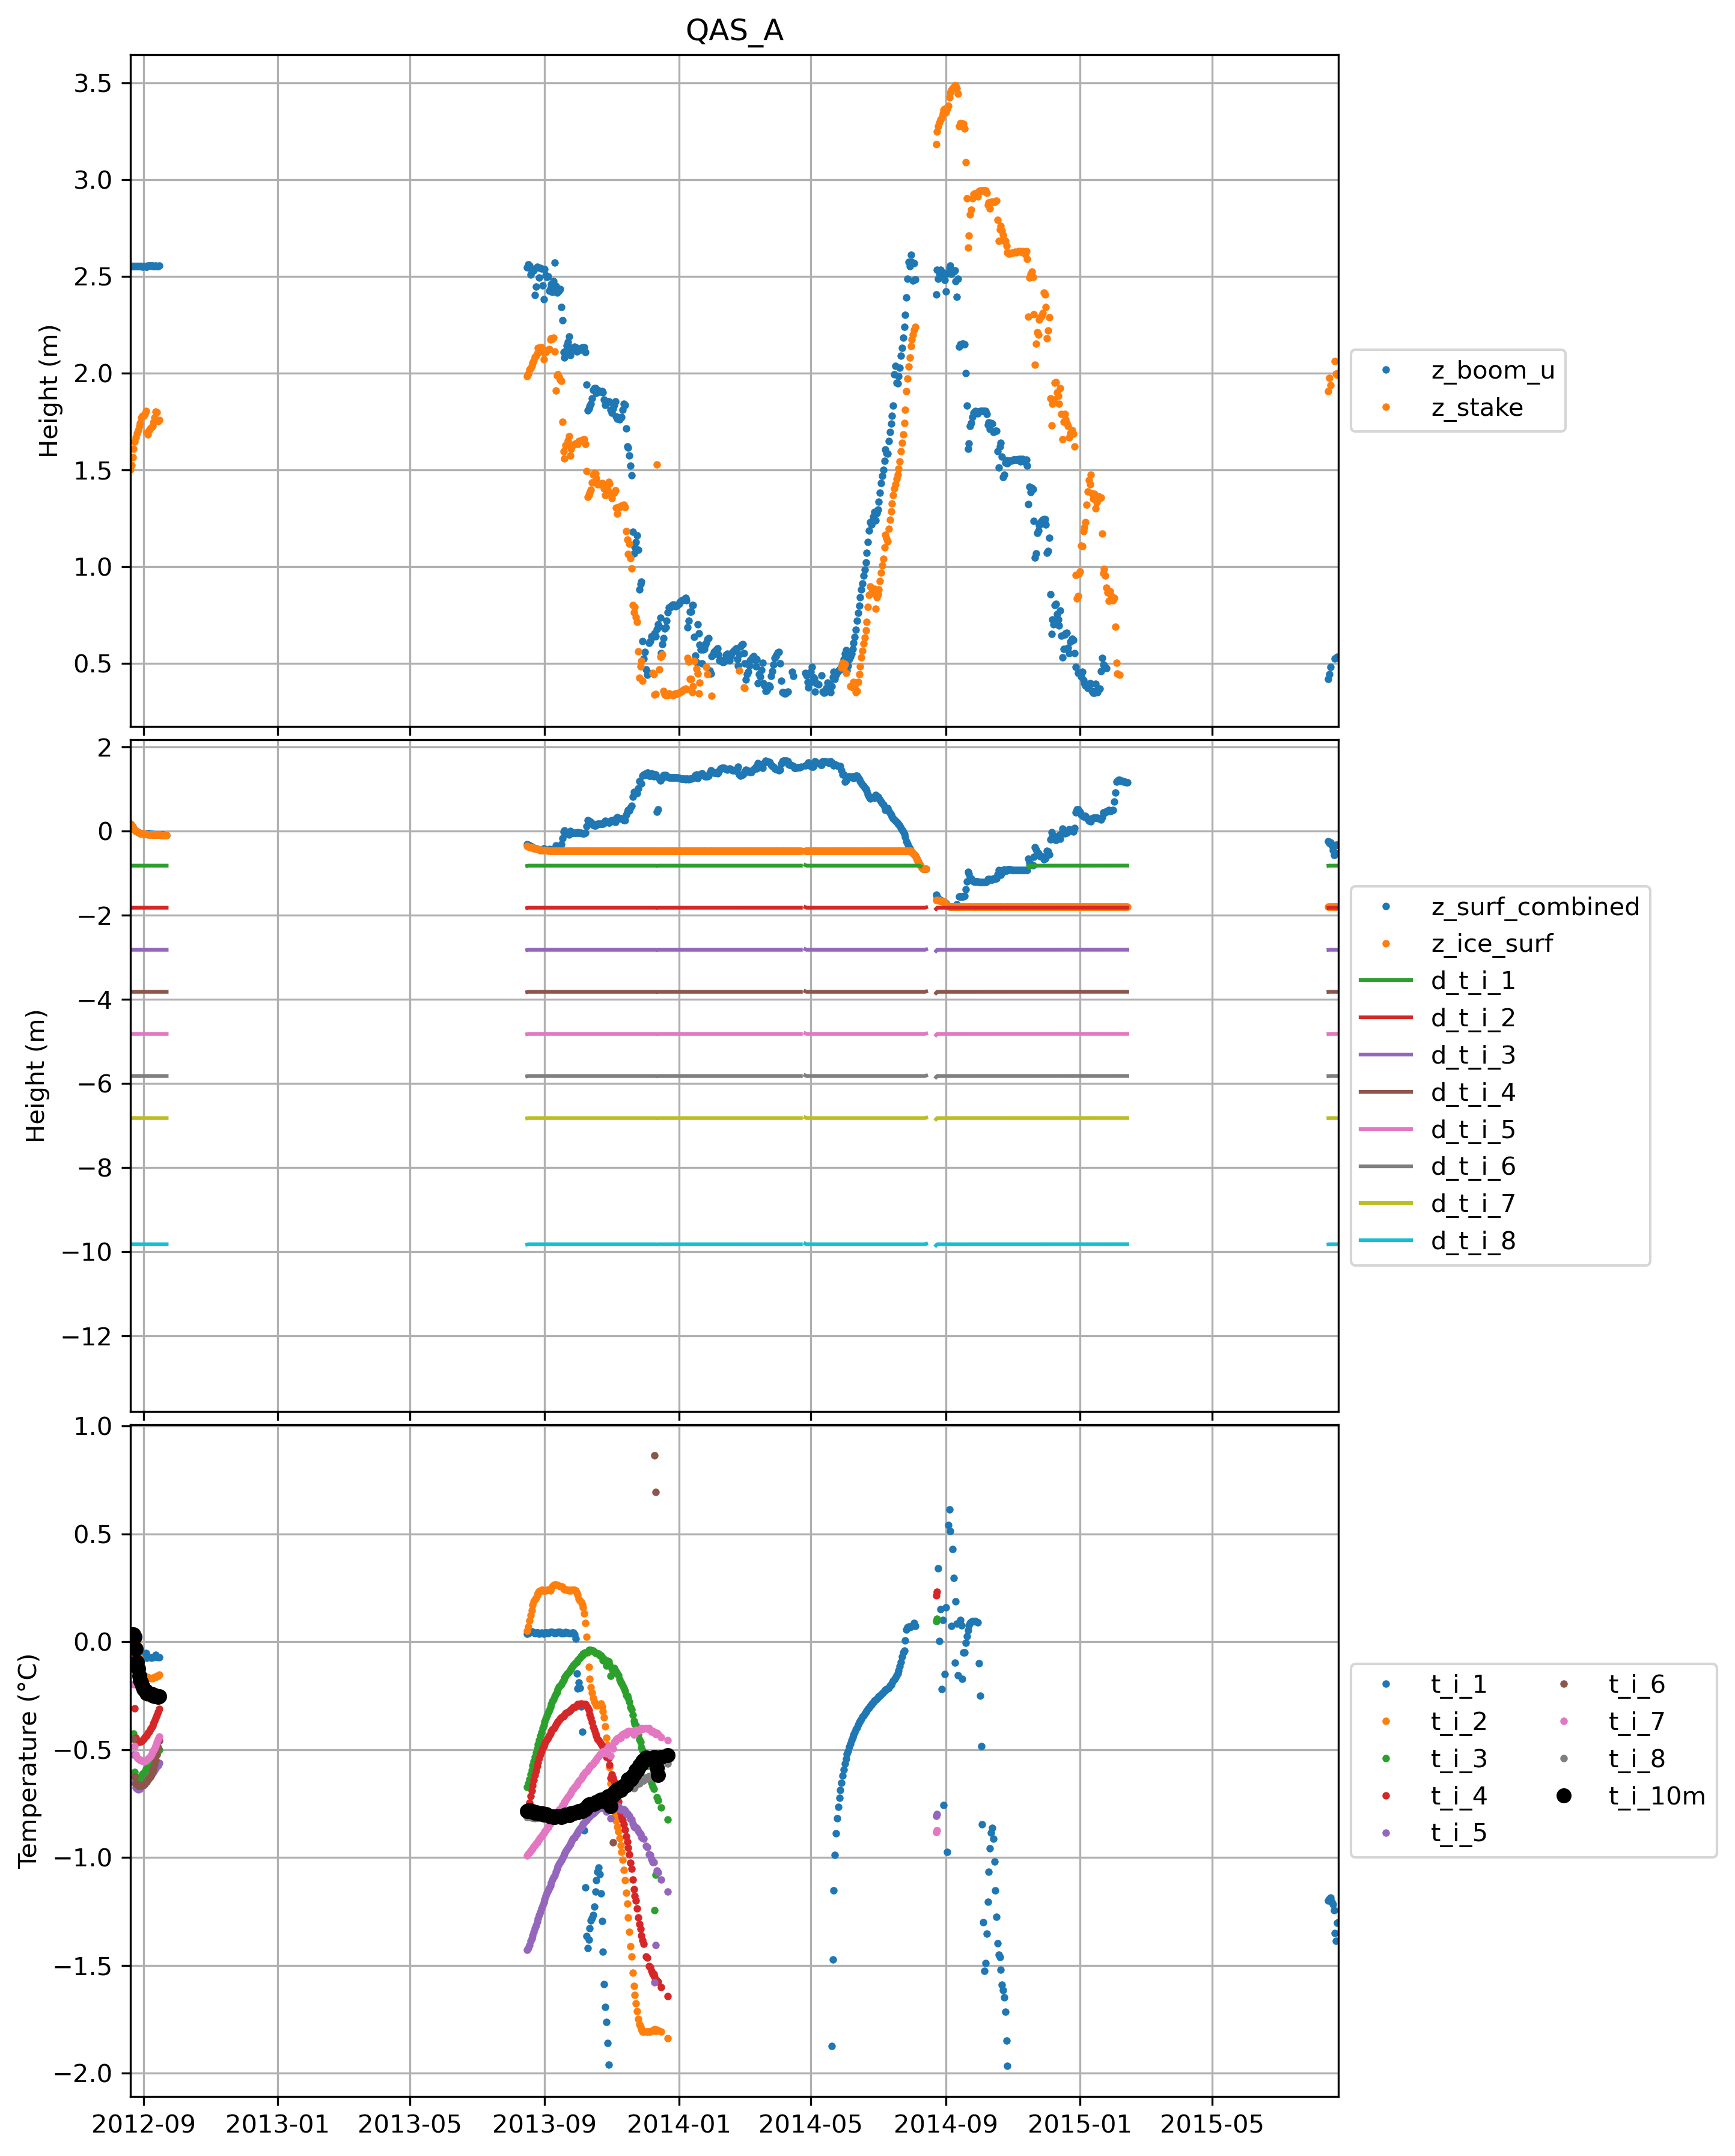 QAS_A
3.5
3.0
2.5
2.0
1.5
1.0
0.5
Height (m)
z_boom_u
z_stake
2
0
−2
−4
−6
−8
−10
−12
Height (m)
z_surf_combined
z_ice_surf
d_t_i_1
d_t_i_2
d_t_i_3
d_t_i_4
d_t_i_5
d_t_i_6
d_t_i_7
d_t_i_8
1.0
0.5
0.0
−0.5
−1.0
−1.5
−2.0
Temperature (°C)
t_i_1
t_i_2
t_i_3
t_i_4
t_i_5
t_i_6
t_i_7
t_i_8
t_i_10m
2012-09 2013-01 2013-05 2013-09 2014-01 2014-05 2014-09 2015-01 2015-05